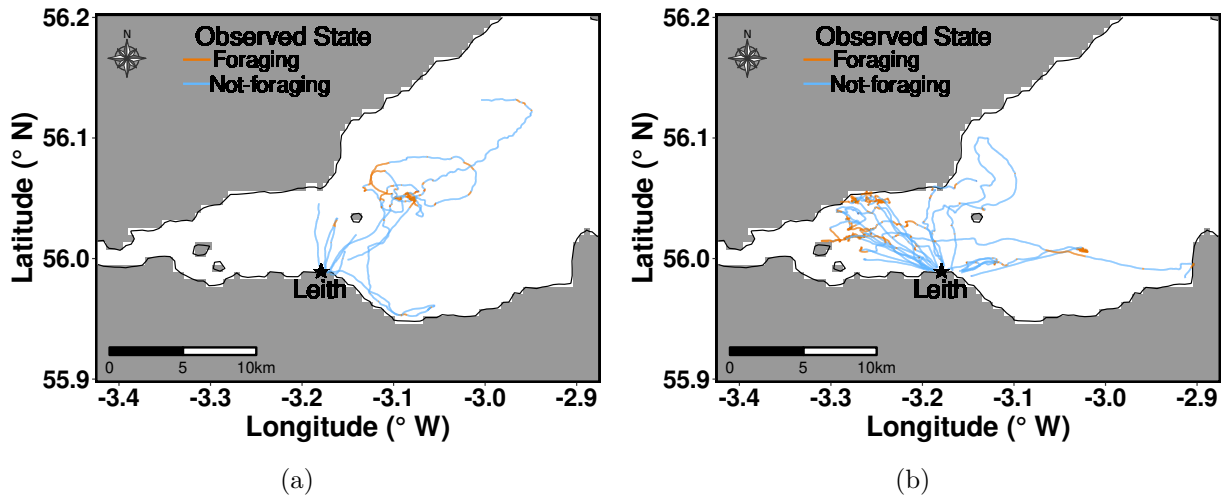 56.2
56.1
56.0
55.9
Latitude (° N)
N
Observed State
Foraging
Not-foraging
Leith
0 5 10km
-3.4 -3.3 -3.2 -3.1 -3.0 -2.9
Longitude (° W)
(a)
56.2
56.1
56.0
55.9
Latitude (° N)
N
Observed State
Foraging
Not-foraging
Leith
0 5 10km
-3.4 -3.3 -3.2 -3.1 -3.0 -2.9
Longitude (° W)
(b)